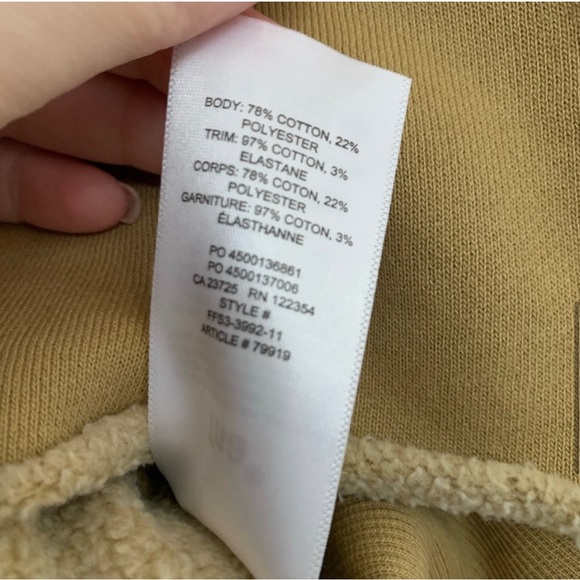 BODY: 78% COTTON, 22%
POLYESTER
TRIM: 97% COTTON, 3%
ELASTANE
CORPS: 78% COTON, 22%
POLYESTER
GARNITURE: 97% COTON, 3%
ÉLASTHANNE
PO 4500136861
PO 4500137006
CA 23725 RN 122354
STYLE #
FFS3-3992-11
ARTICLE # 79919